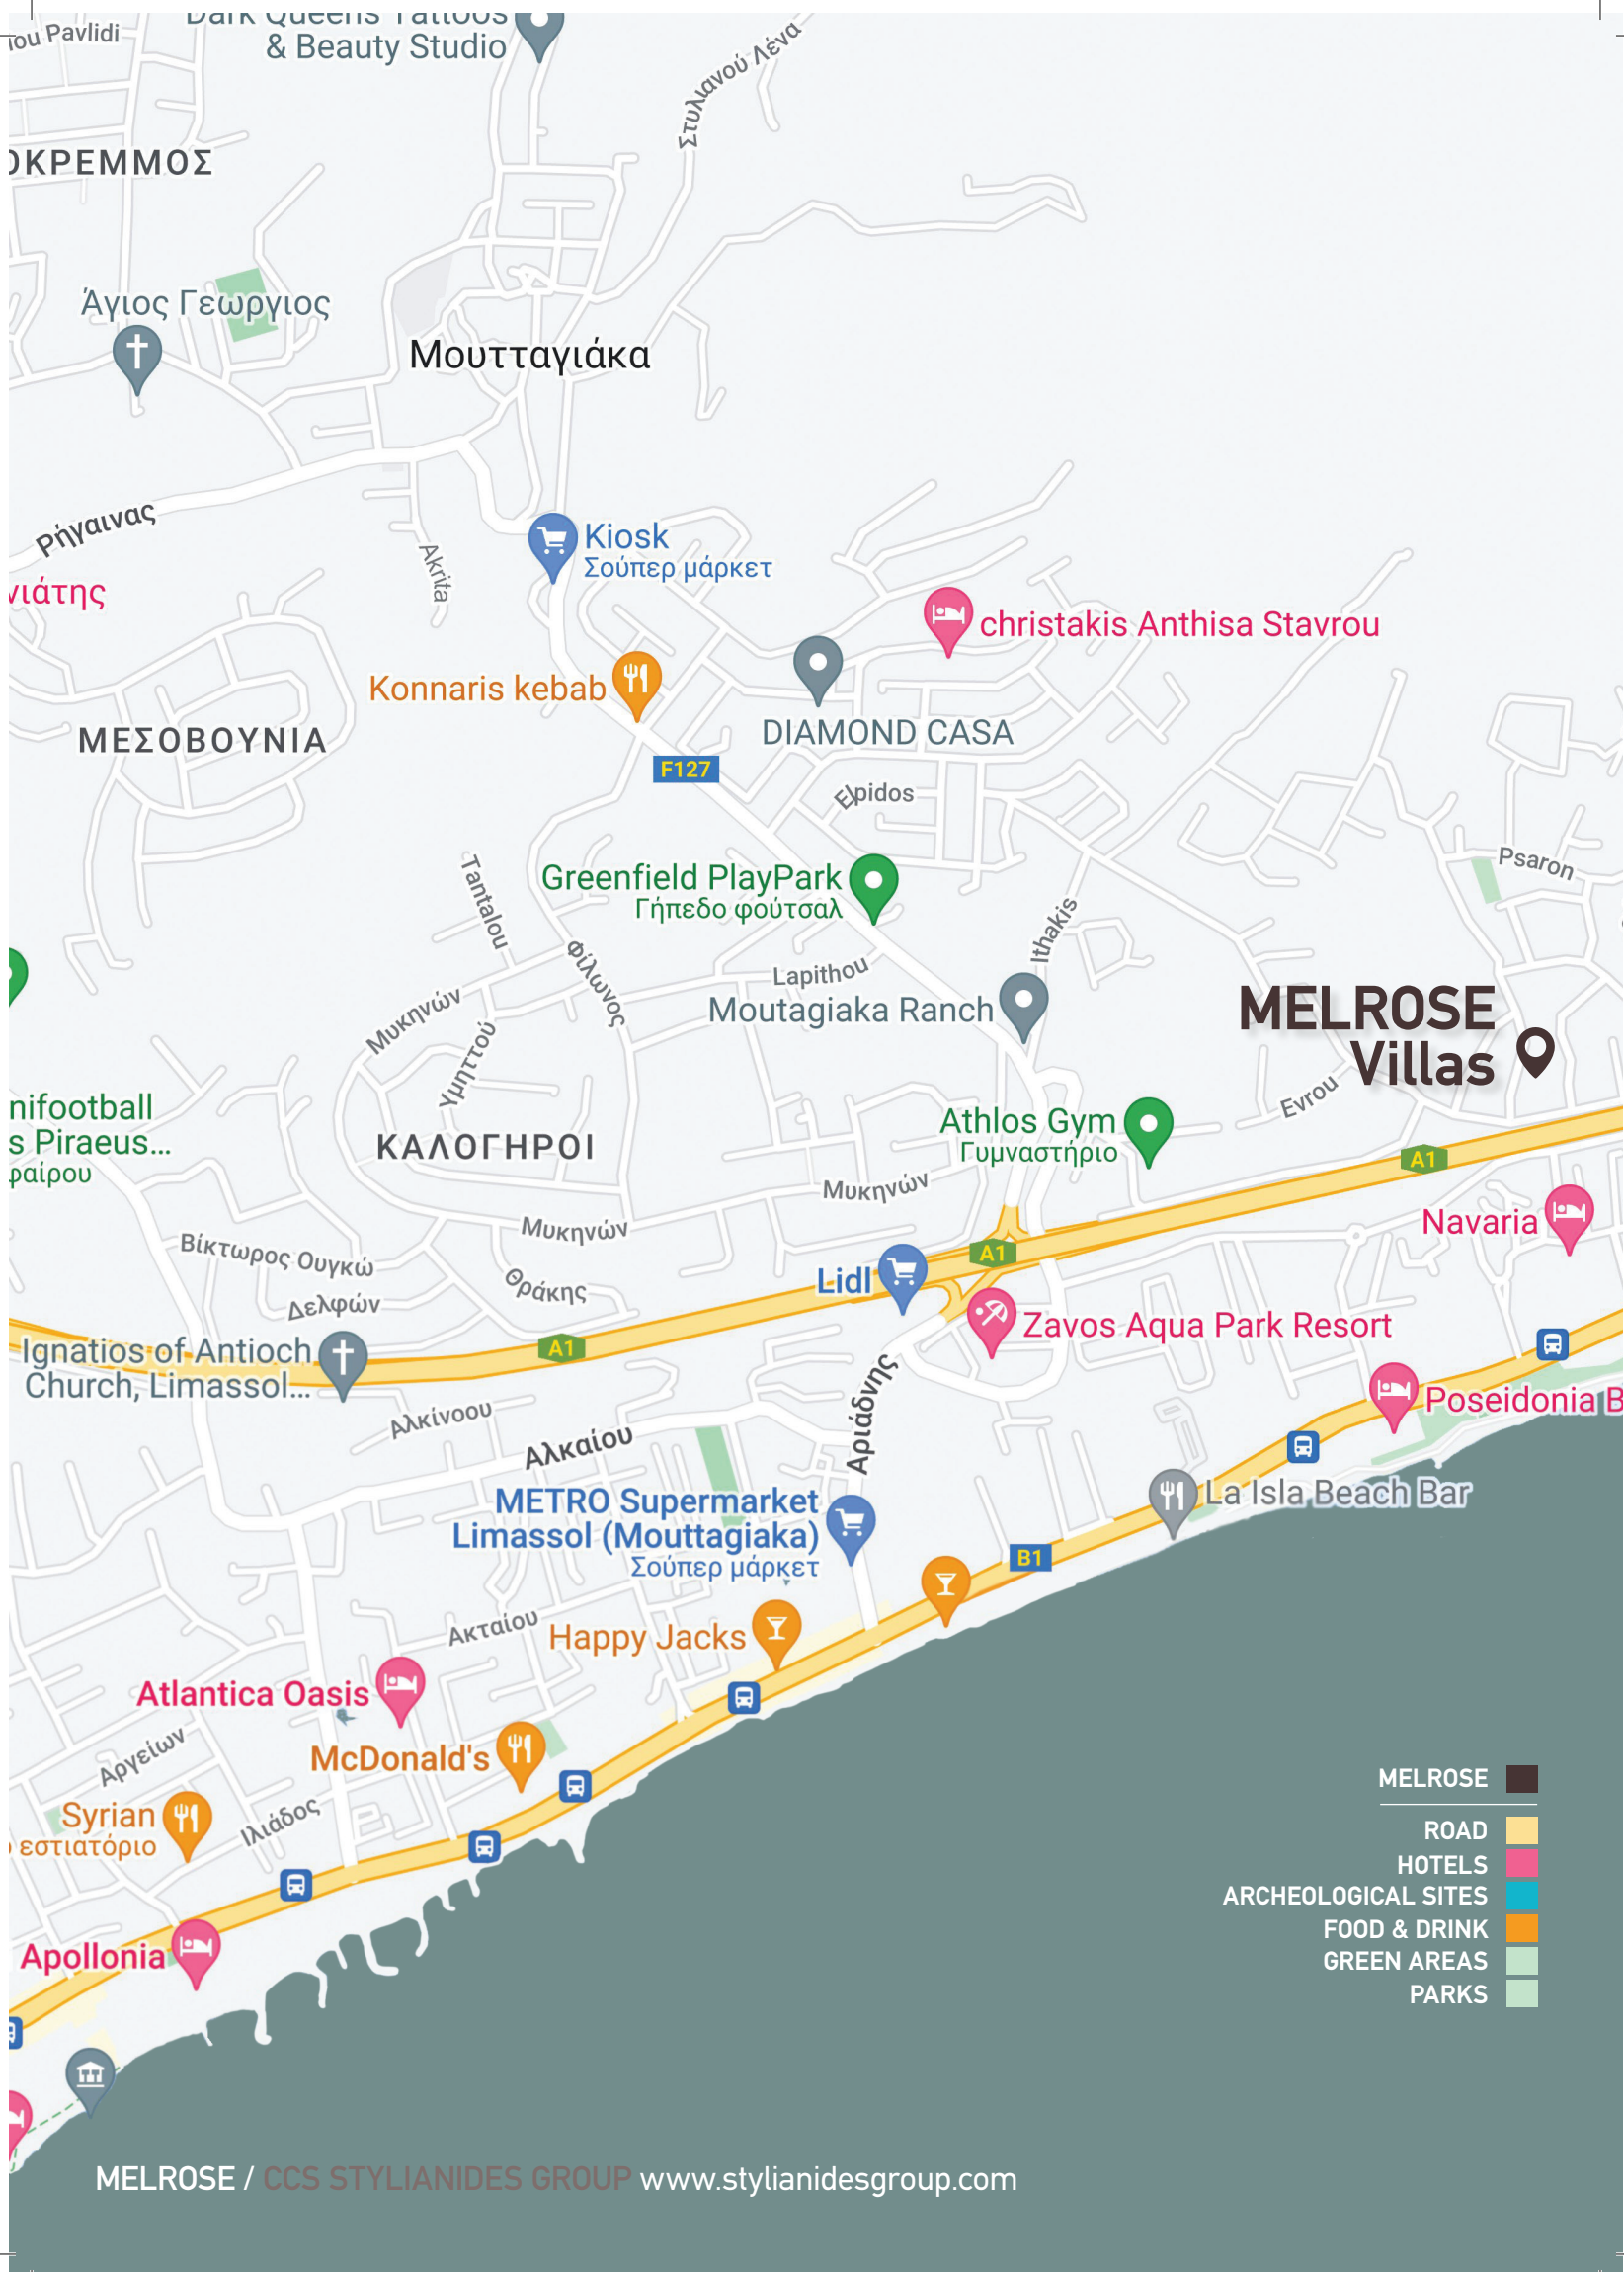 Dark Queens Tattoos
& Beauty Studio
ιou Pavlidi
Στυλιανού Λένα
ΟΚΡΕΜΜΟΣ
Άγιος Γεωργιος
Μουτταγιάκα
Ρήγαινας
Akrita
Kiosk
Σούπερ μάρκετ
νιάτης
christakis Anthisa Stavrou
Konnaris kebab
DIAMOND CASA
ΜΕΣΟΒΟΥΝΙΑ
F127
Elpidos
Psaron
Tantalou
Greenfield PlayPark
Γήπεδο φούτσαλ
Ithakis
Φίλωνος
Lapithou
Μυκηνών
Moutagiaka Ranch
MELROSE
Villas
Υμηττού
Evrou
nifootball
s Piraeus...
φαίρου
Athlos Gym
Γυμναστήριο
ΚΑΛΟΓΗΡΟΙ
A1
Μυκηνών
Μυκηνών
Navaria
Βίκτωρος Ουγκώ
A1
Lidl
Θράκης
Δελφών
Zavos Aqua Park Resort
A1
Ignatios of Antioch
Church, Limassol...
Αριάδνης
Poseidonia B
Αλκίνοου
Αλκαίου
La Isla Beach Bar
METRO Supermarket
Limassol (Mouttagiaka)
Σούπερ μάρκετ
B1
Ακταίου
Happy Jacks
Atlantica Oasis
Αργείων
McDonald's
Syrian
εστιατόριο
Ιλιάδος
Apollonia
MELROSE
ROAD
HOTELS
ARCHEOLOGICAL SITES
FOOD & DRINK
GREEN AREAS
PARKS
MELROSE / CCS STYLIANIDES GROUP www.stylianidesgroup.com